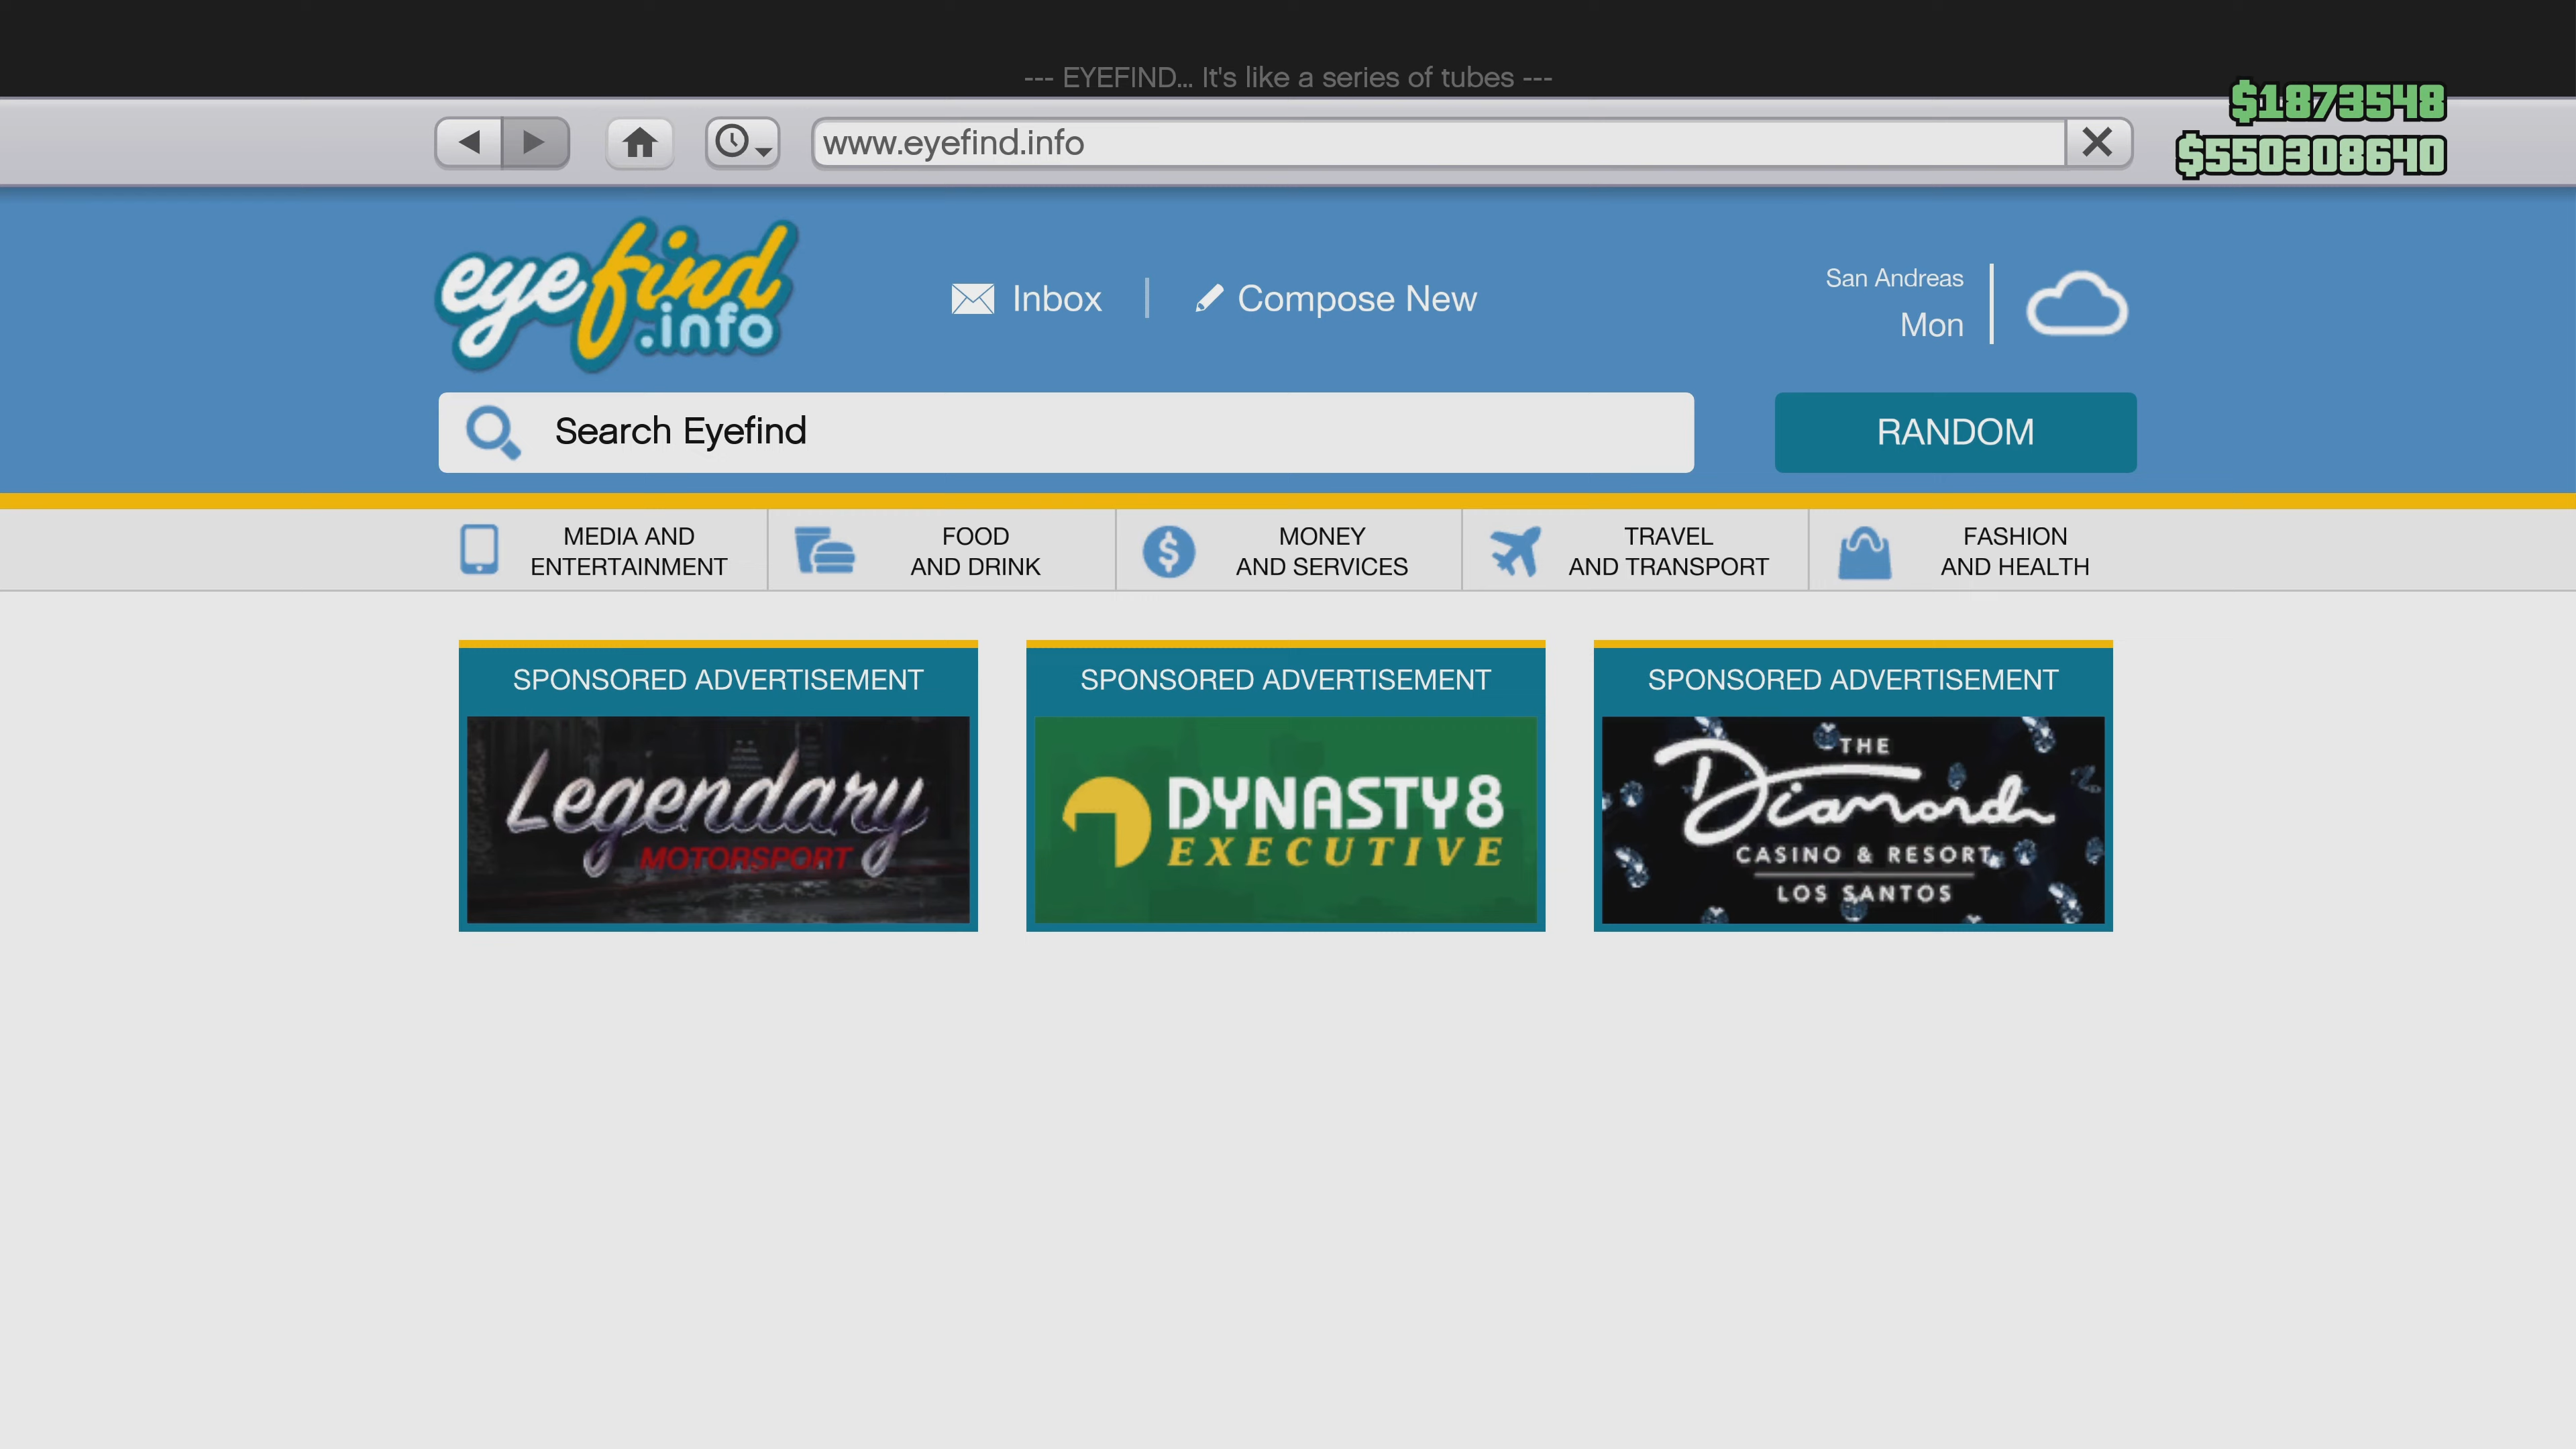 --- EYEFIND... It's like a series of tubes ---
$1873548
www.eyefind.info
$550308640
eyefind
.info
Inbox
Compose New
San Andreas
Mon
Search Eyefind
RANDOM
MEDIA AND
ENTERTAINMENT
FOOD
AND DRINK
MONEY
AND SERVICES
TRAVEL
AND TRANSPORT
FASHION
AND HEALTH
SPONSORED ADVERTISEMENT
Legendary
MOTORSPORT
SPONSORED ADVERTISEMENT
DYNASTY8
EXECUTIVE
SPONSORED ADVERTISEMENT
THE
Diamond
CASINO & RESORT
LOS SANTOS